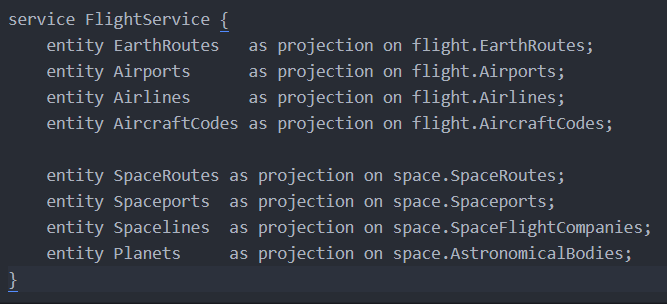 service FlightService {
    entity EarthRoutes   as projection on flight.EarthRoutes;
    entity Airports      as projection on flight.Airports;
    entity Airlines      as projection on flight.Airlines;
    entity AircraftCodes as projection on flight.AircraftCodes;

    entity SpaceRoutes as projection on space.SpaceRoutes;
    entity Spaceports  as projection on space.Spaceports;
    entity Spacelines  as projection on space.SpaceFlightCompanies;
    entity Planets     as projection on space.AstronomicalBodies;
}